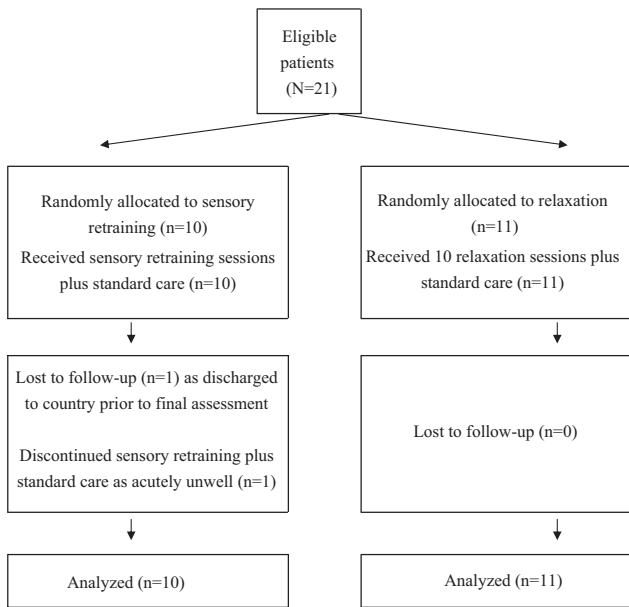 Eligible
patients
(N=21)
Randomly allocated to sensory
retraining (n=10)
Received sensory retraining sessions
plus standard care (n=10)
Randomly allocated to relaxation
(n=11)
Received 10 relaxation sessions plus
standard care (n=11)
Lost to follow-up (n=1) as discharged
to country prior to final assessment
Discontinued sensory retraining plus
standard care as acutely unwell (n=1)
Lost to follow-up (n=0)
Analyzed (n=10)
Analyzed (n=11)